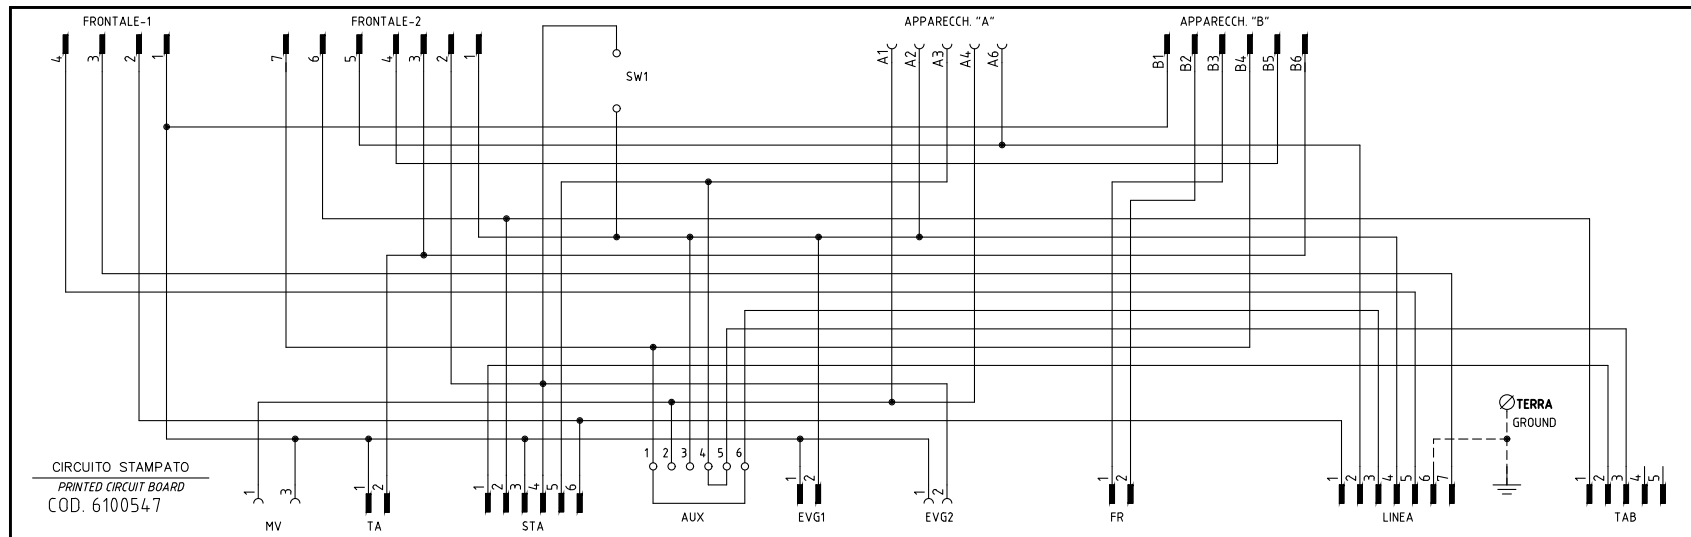 FRONTALE-1 FRONTALE-2 APPARECCH. "A" APPARECCH. "B"
4 3 2 1 7 6 5 4 3 2 1 A1 A2 A3 A4 A6 B1 B2 B3 B4 B5 B6
SW1
TERRA
GROUND
1 2 3 4 5 6
CIRCUITO STAMPATO
PRINTED CIRCUIT BOARD
COD. 6100547
1 3 1 2 1 2 3 4 5 6 1 2 1 2 1 2 1 2 3 4 5 6 7 1 2 3 4 5
MV TA STA AUX EVG1 EVG2 FR LINEA TAB